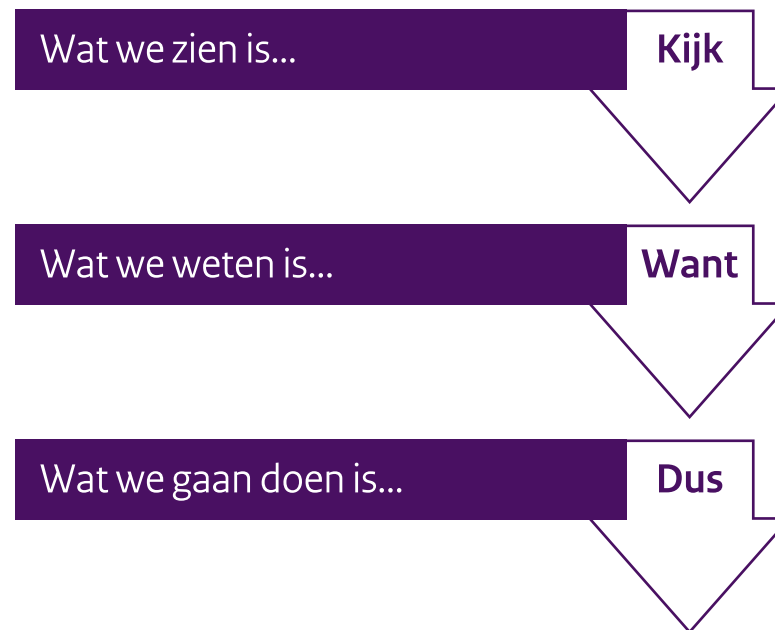 Wat we zien is...
Kijk
Wat we weten is...
Want
Wat we gaan doen is...
Dus